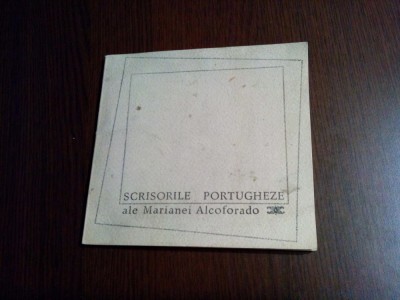 SCRISORILE PORTUGHEZE
ale Marianei Alcoforado